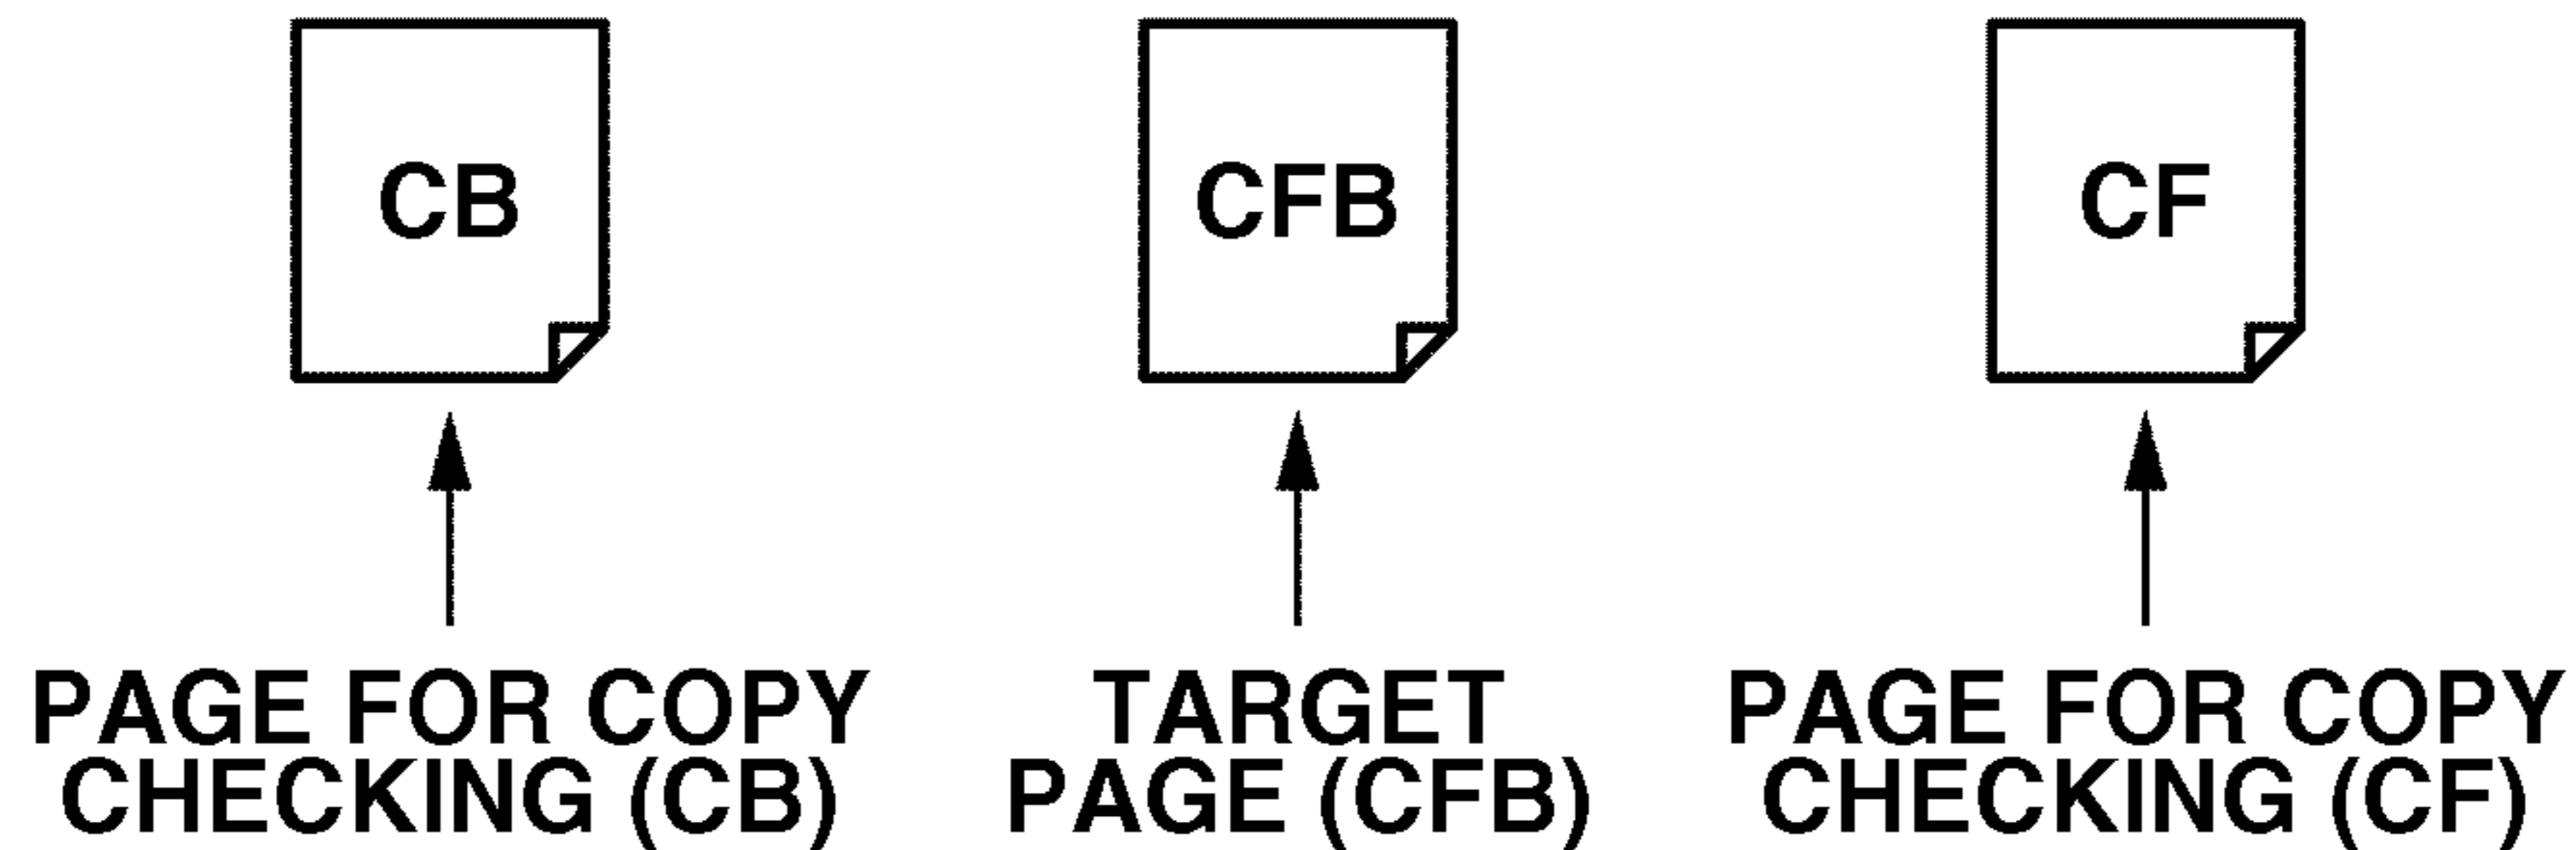 CB
CFB
CF
PAGE FOR COPY
CHECKING (CB)
TARGET
PAGE (CFB)
PAGE FOR COPY
CHECKING (CF)